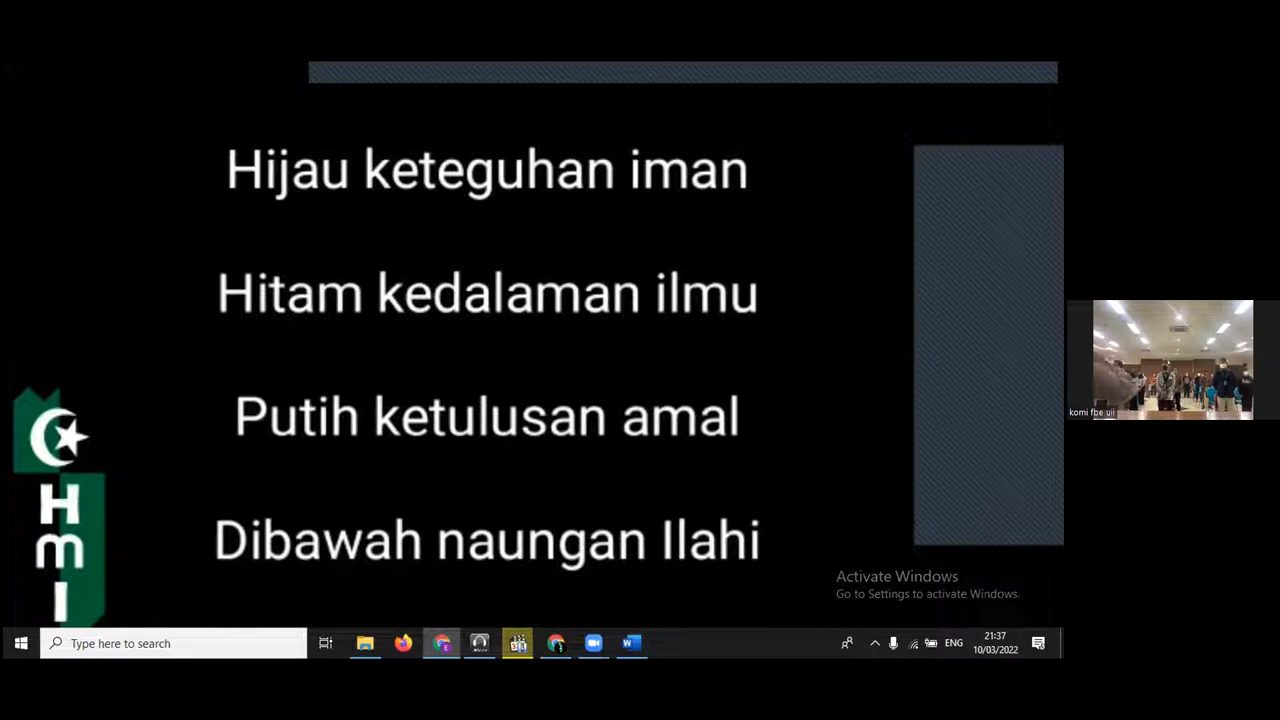 Hijau keteguhan iman
Hitam kedalaman ilmu
Putih ketulusan amal
Dibawah naungan Ilahi
HMI
komi fbe uii
Activate Windows
Go to Settings to activate Windows.
Type here to search
ENG
21:37
10/03/2022